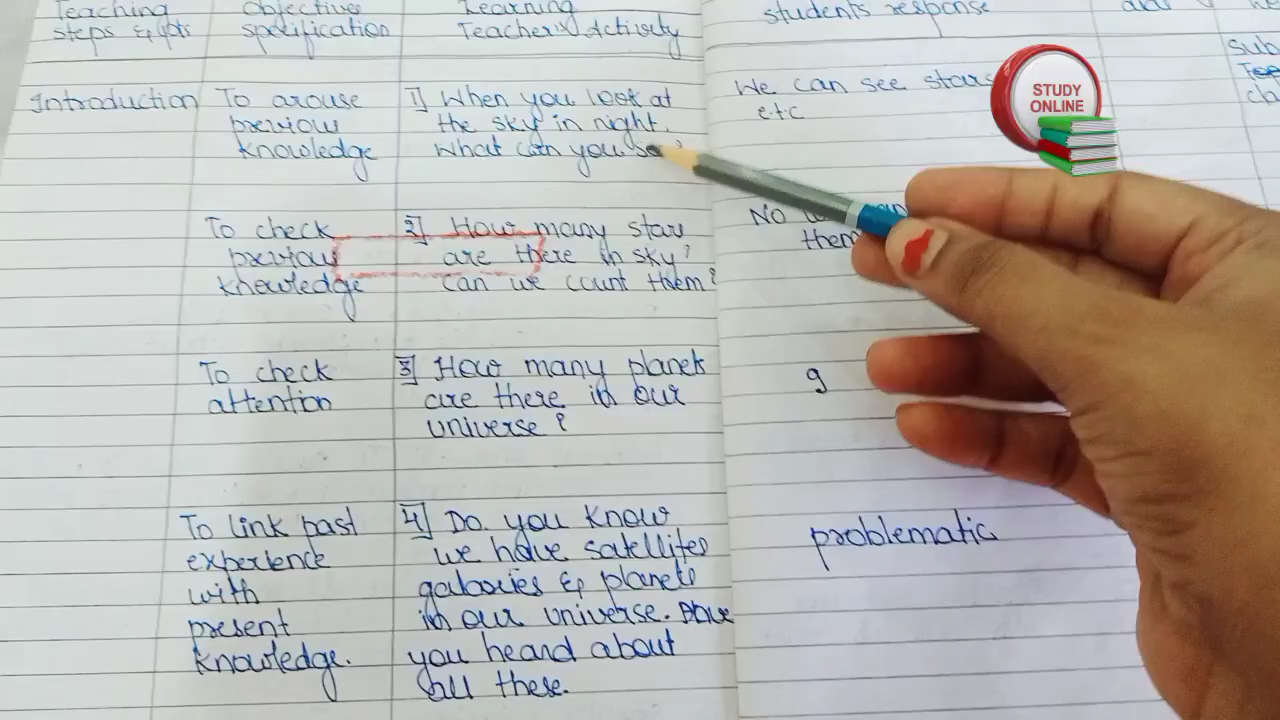 Teaching
steps & pts
Objectives
specification
Learning
Teacher's Activity
students response
Introduction
To arouse
previous
knowledge
1] When you look at
the sky in night.
What can you
We can see stars
etc
sub
STUDY
ONLINE
To check
previous
knowledge
2] How many stars
are there in sky?
can we count them?
No
them
To check
attention
3] How many planets
are there in our
universe?
9
To link past
experience
with
present
knowledge.
4] Do you know
we have satellites
galaxies & planets
in our universe. Have
you heard about
all these.
problematic